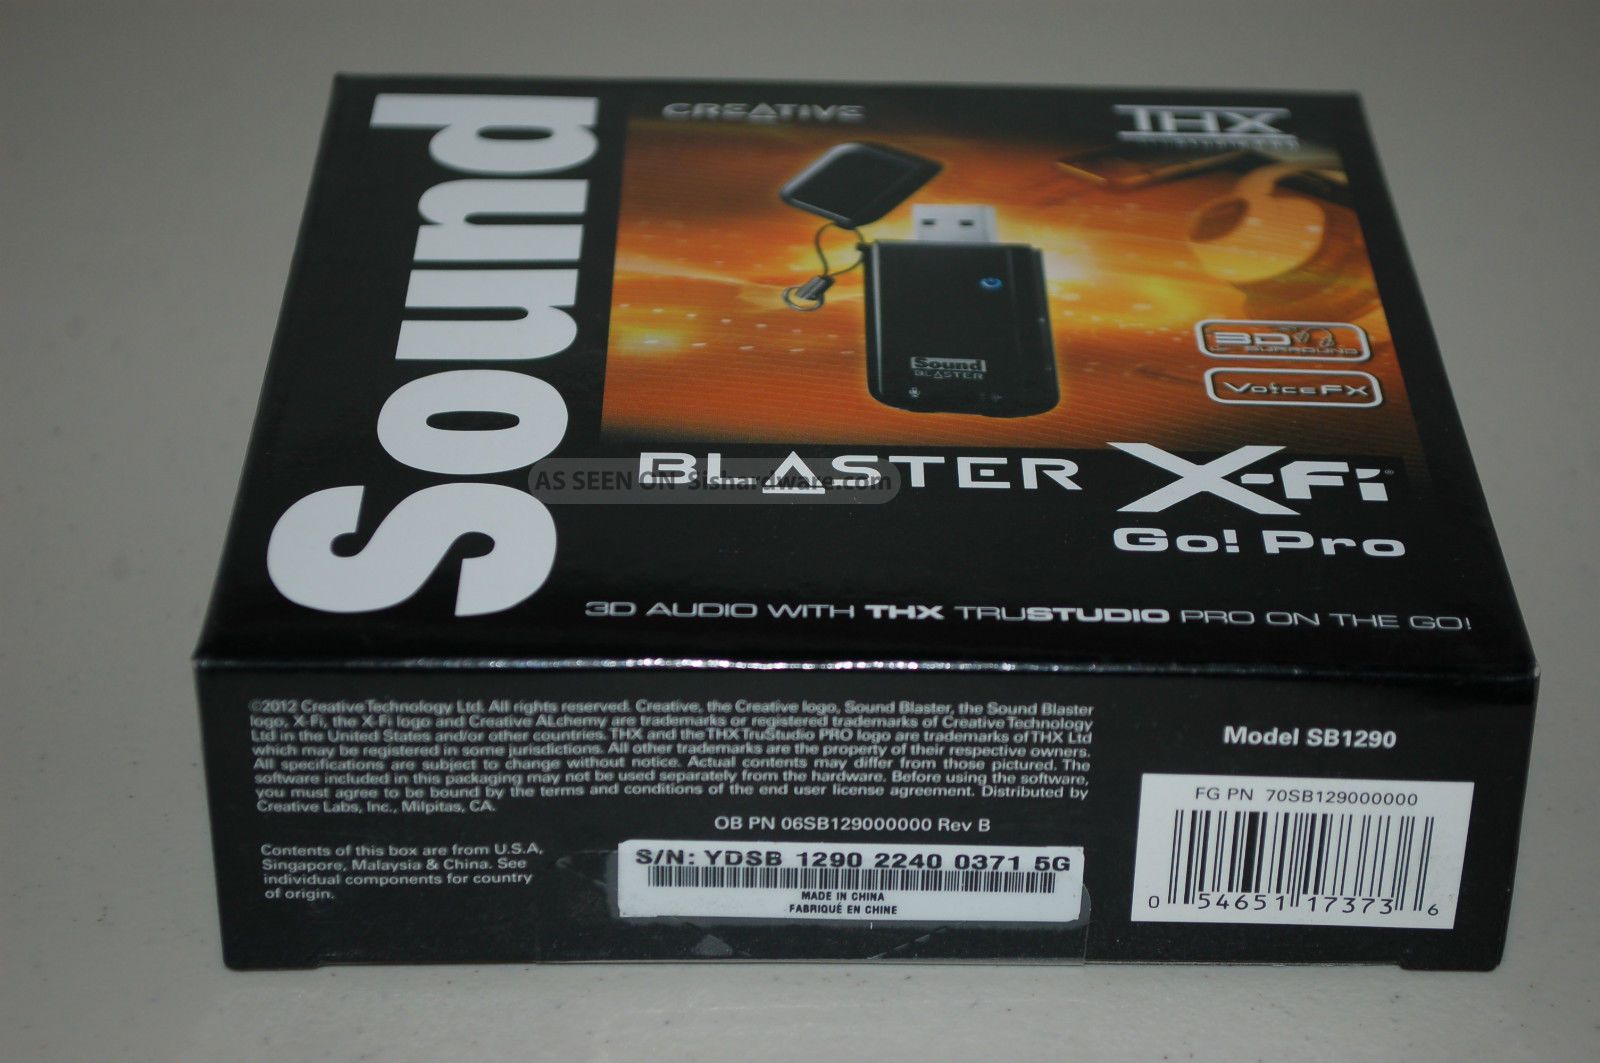 Sound
CREATIVE
THX
Sound
BLASTER
3D
SURROUND
VoiceFX
BLASTER X-Fi
AS SEEN ON Sishardware.com
Go! Pro
3D AUDIO WITH THX TRUSTUDIO PRO ON THE GO!
©2012 Creative Technology Ltd. All rights reserved. Creative, the Creative logo, Sound Blaster, the Sound Blaster
logo, X-Fi, the X-Fi logo and Creative ALchemy are trademarks or registered trademarks of Creative Technology
Ltd in the United States and/or other countries. THX and the THX TruStudio PRO logo are trademarks of THX Ltd
which may be registered in some jurisdictions. All other trademarks are the property of their respective owners.
All specifications are subject to change without notice. Actual contents may differ from those pictured. The
software included in this packaging may not be used separately from the hardware. Before using the software,
you must agree to be bound by the terms and conditions of the end user license agreement. Distributed by
Creative Labs, Inc., Milpitas, CA.
OB PN 06SB129000000 Rev B
Contents of this box are from U.S.A,
Singapore, Malaysia & China. See
individual components for country
of origin.
S/N: YDSB 1290 2240 0371 5G
MADE IN CHINA
FABRIQUÉ EN CHINE
Model SB1290
FG PN 70SB129000000
0 54651 17373 6